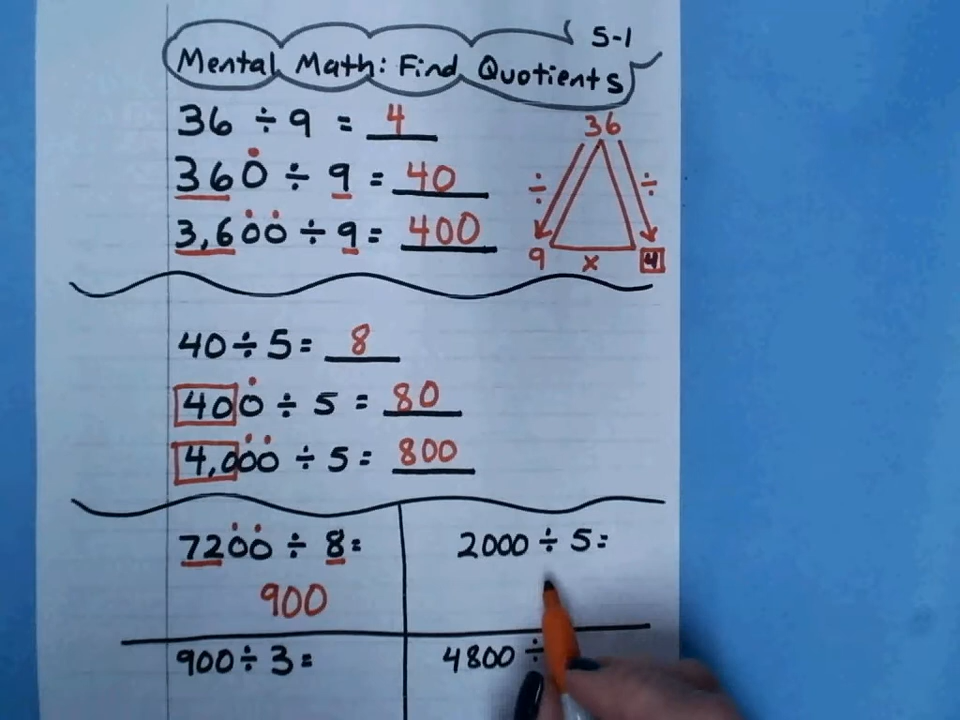 5-1
Mental Math: Find Quotients
36 ÷ 9 = 4
360 ÷ 9 = 40
3,600 ÷ 9 = 400
36
÷ ÷
9 x 4
40 ÷ 5 = 8
400 ÷ 5 = 80
4,000 ÷ 5 = 800
7200 ÷ 8 =
900
2000 ÷ 5 =
900 ÷ 3 =
4800 ÷